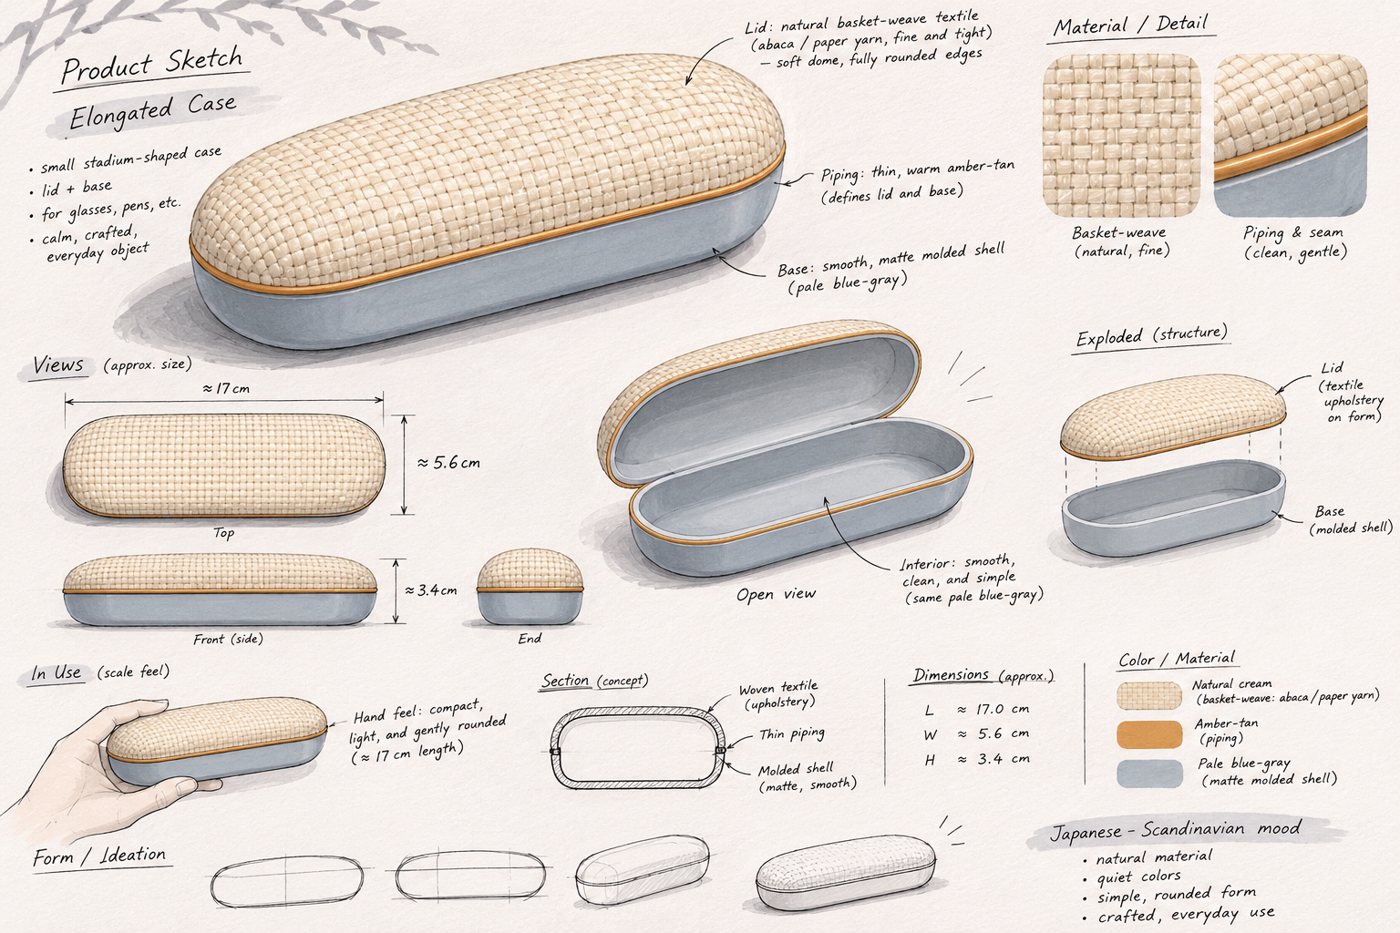 Product Sketch
Elongated Case
• small stadium-shaped case
• lid + base
• for glasses, pens, etc.
• calm, crafted,
everyday object
Lid: natural basket-weave textile
(abaca / paper yarn, fine and tight)
— soft dome, fully rounded edges
Piping: thin, warm amber-tan
(defines lid and base)
Base: smooth, matte molded shell
(pale blue-gray)
Material / Detail
Basket-weave
(natural, fine)
Piping & seam
(clean, gentle)
Views (approx. size)
≈ 17 cm
≈ 5.6 cm
Top
≈ 3.4 cm
Front (side)
End
Interior: smooth,
clean, and simple
(same pale blue-gray)
Open view
Exploded (structure)
Lid
(textile
upholstery
on form)
Base
(molded shell)
In Use (scale feel)
Hand feel: compact,
light, and gently rounded
(≈ 17 cm length)
Section (concept)
Woven textile
(upholstery)
Thin piping
Molded shell
(matte, smooth)
Dimensions (approx.)
L ≈ 17.0 cm
W ≈ 5.6 cm
H ≈ 3.4 cm
Color / Material
Natural cream
(basket-weave: abaca / paper yarn)
Amber-tan
(piping)
Pale blue-gray
(matte molded shell)
Form / Ideation
Japanese - Scandinavian mood
• natural material
• quiet colors
• simple, rounded form
• crafted, everyday use